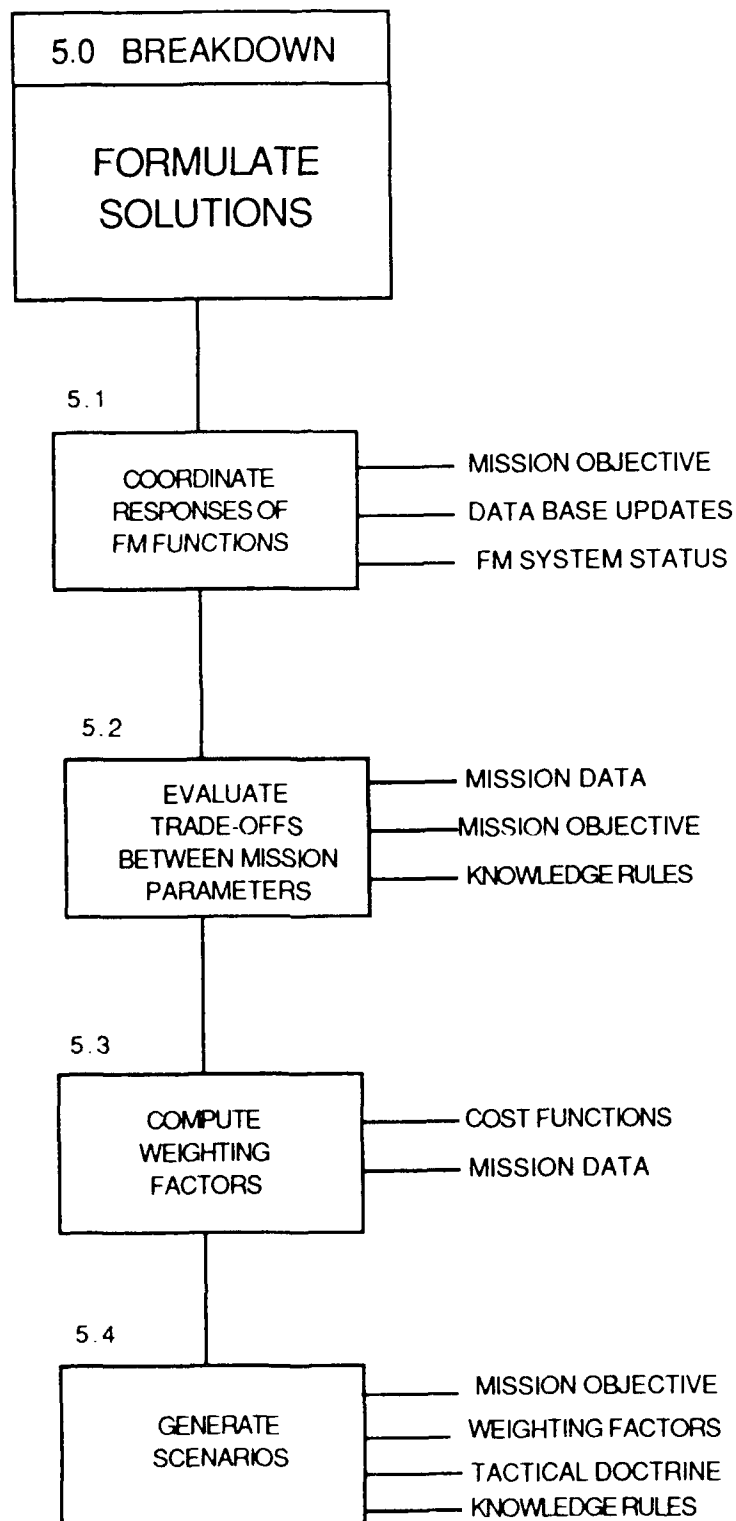 5.0 BREAKDOWN
FORMULATE
SOLUTIONS
5.1
COORDINATE
RESPONSES OF
FM FUNCTIONS
MISSION OBJECTIVE
DATA BASE UPDATES
FM SYSTEM STATUS
5.2
EVALUATE
TRADE-OFFS
BETWEEN MISSION
PARAMETERS
MISSION DATA
MISSION OBJECTIVE
KNOWLEDGE RULES
5.3
COMPUTE
WEIGHTING
FACTORS
COST FUNCTIONS
MISSION DATA
5.4
GENERATE
SCENARIOS
MISSION OBJECTIVE
WEIGHTING FACTORS
TACTICAL DOCTRINE
KNOWLEDGE RULES